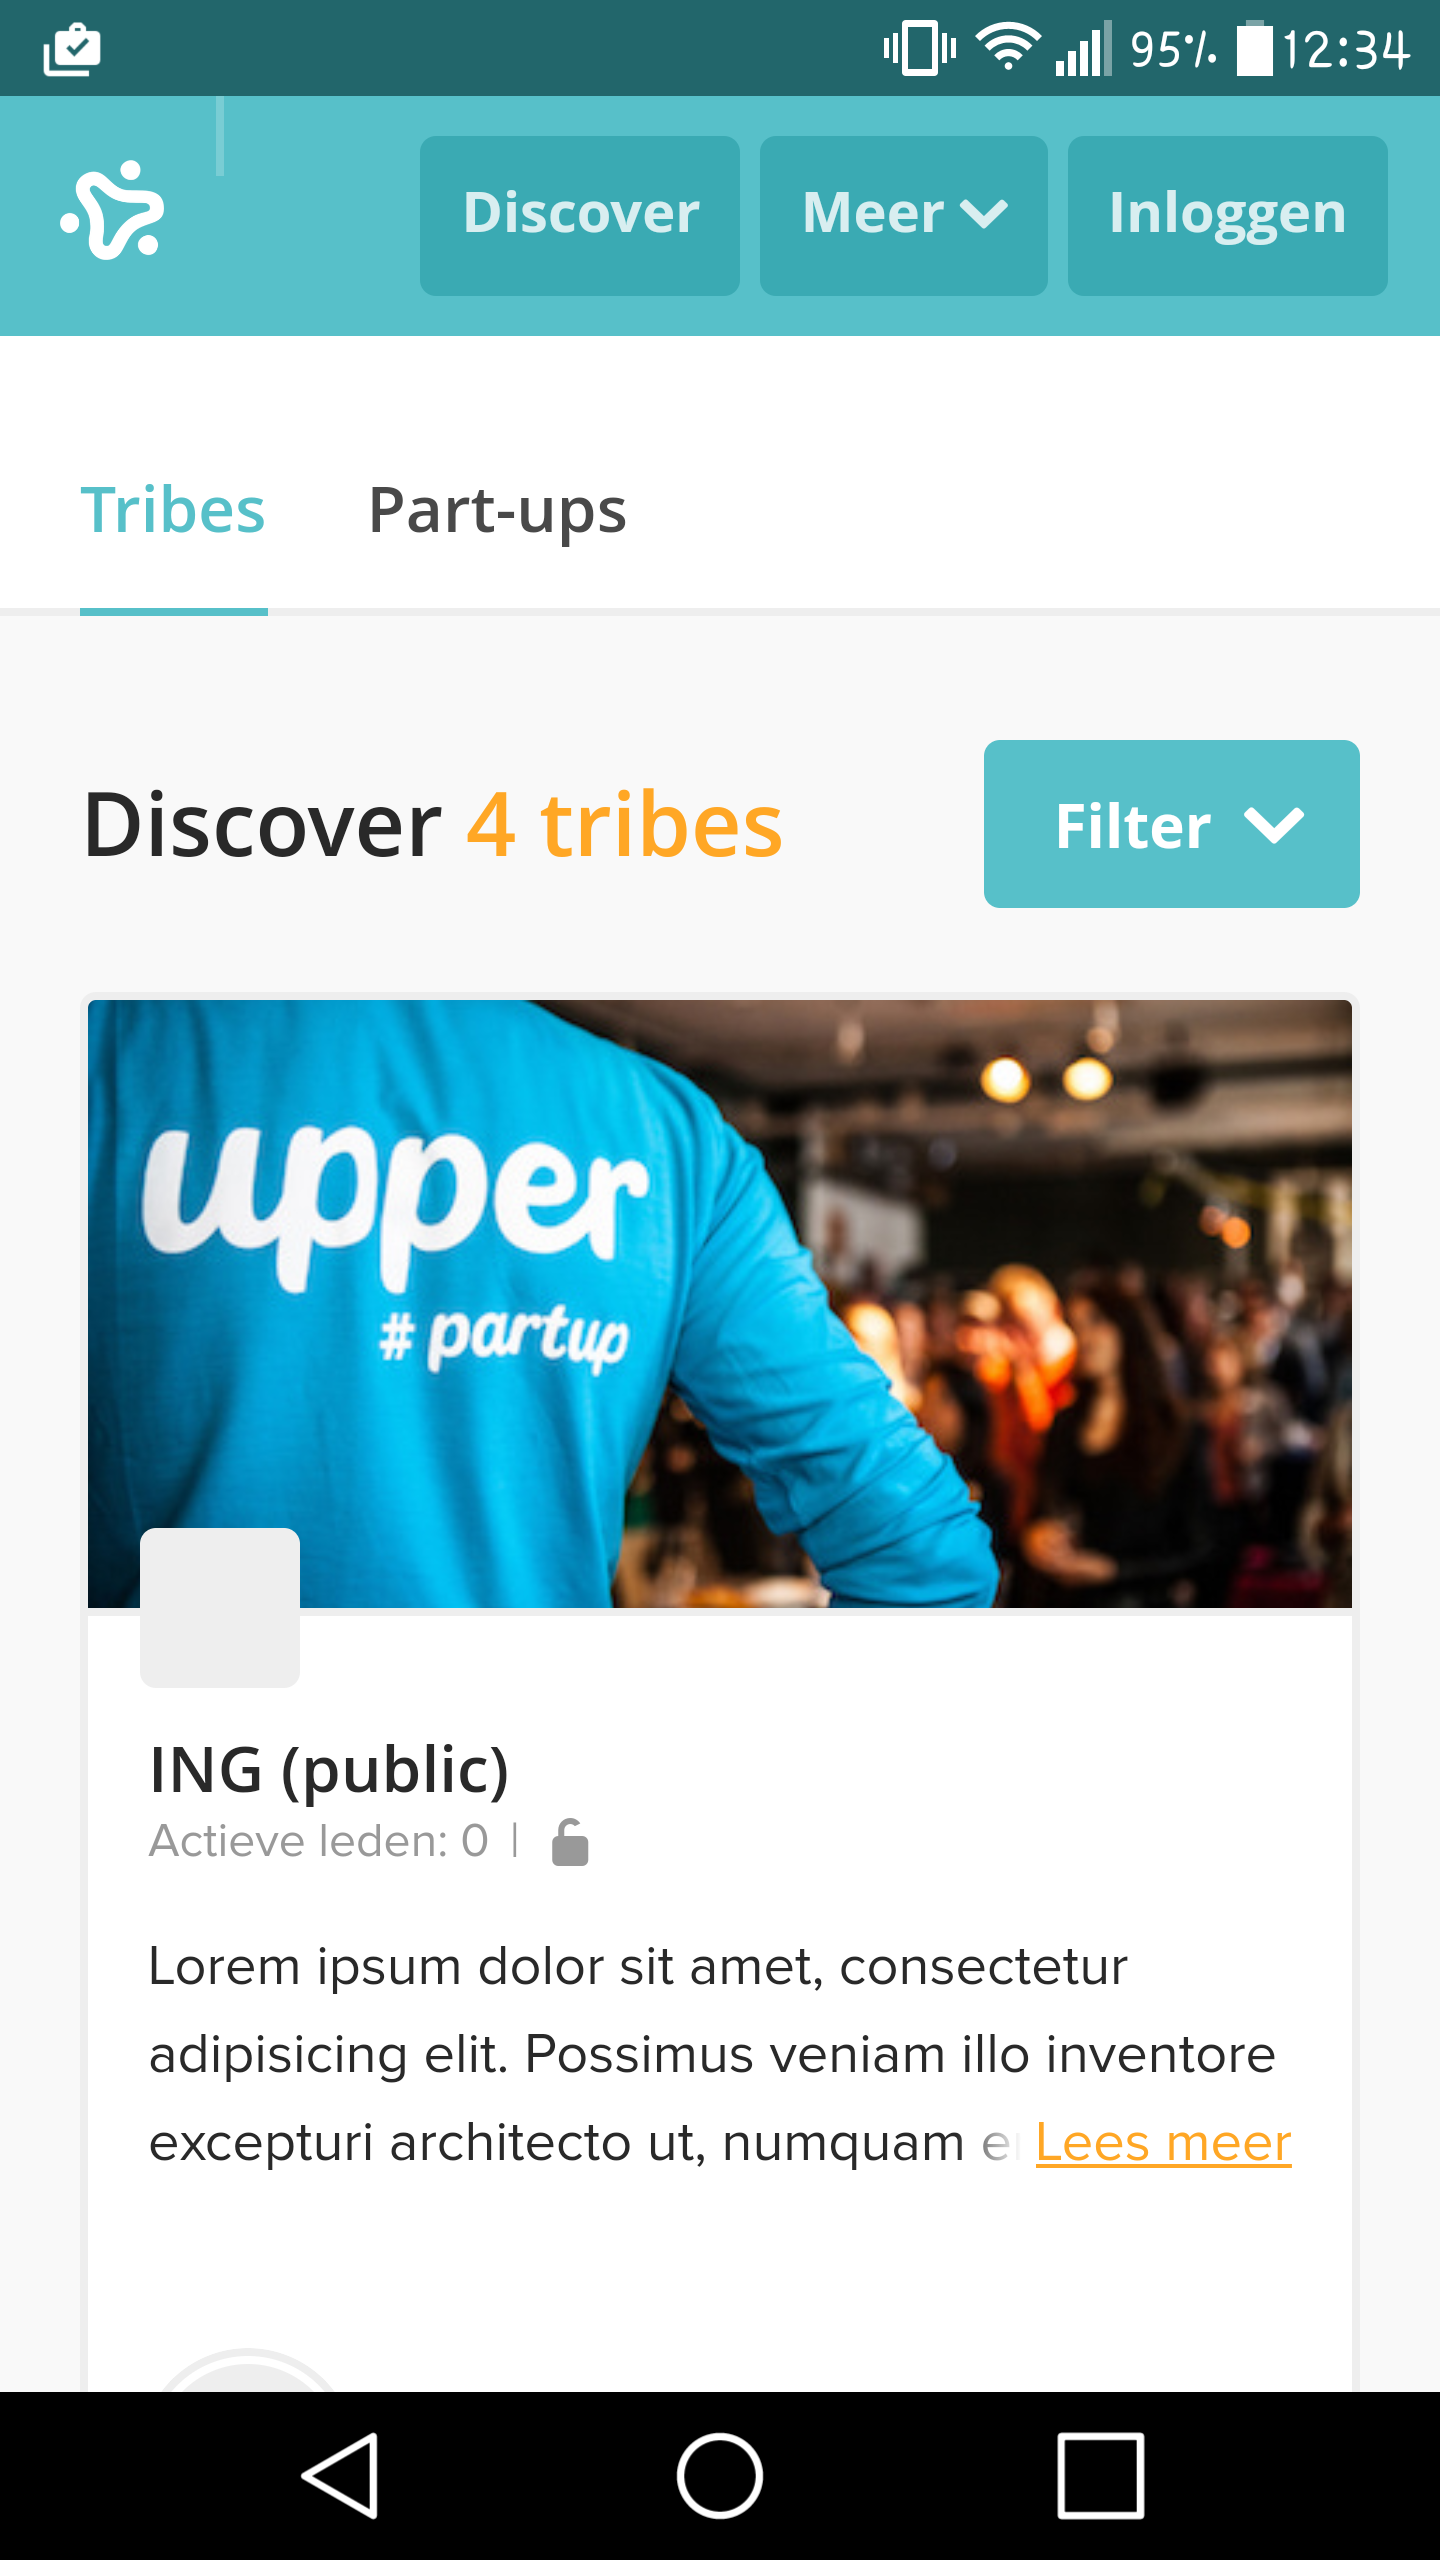 95% 12:34
Discover Meer Inloggen
Tribes Part-ups
Discover 4 tribes Filter
upper
# partup
ING (public)
Actieve leden: 0 |
Lorem ipsum dolor sit amet, consectetur
adipisicing elit. Possimus veniam illo inventore
excepturi architecto ut, numquam Lees meer